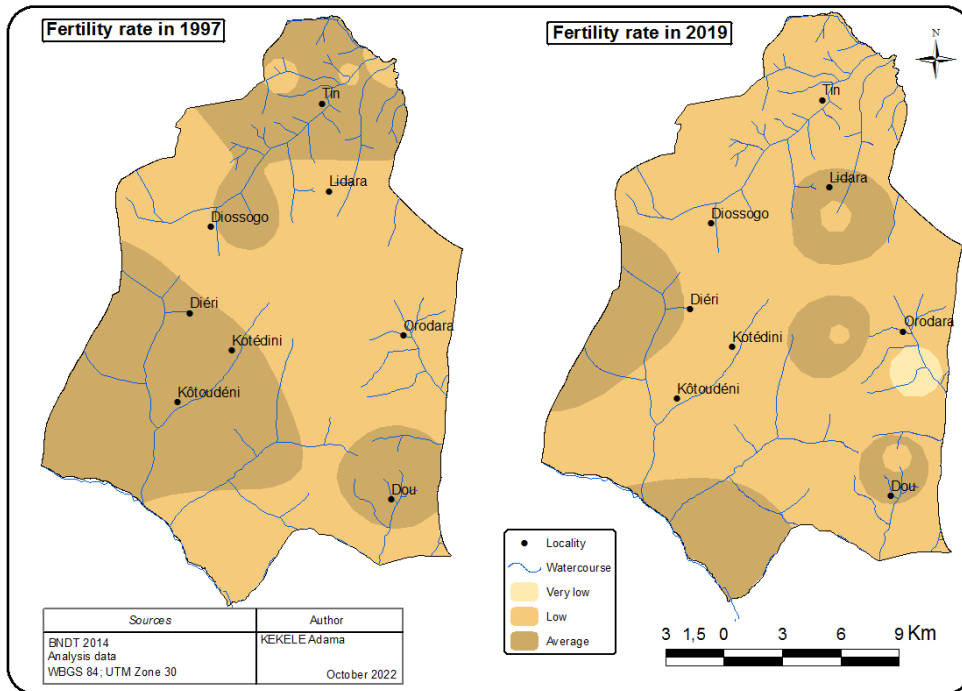 Fertility rate in 1997
Tin
Lidara
Diossogo
Diéri
Orodara
Kotédini
Kôtoudéni
Dou
Sources
Author
BNDT 2014
Analysis data
WBGS 84; UTM Zone 30
KEKELE Adama
October 2022
Fertility rate in 2019
N
Tin
Lidara
Diossogo
Diéri
Orodara
Kotédini
Kôtoudéni
Dou
Locality
Watercourse
Very low
Low
Average
3 1,5 0 3 6 9 Km